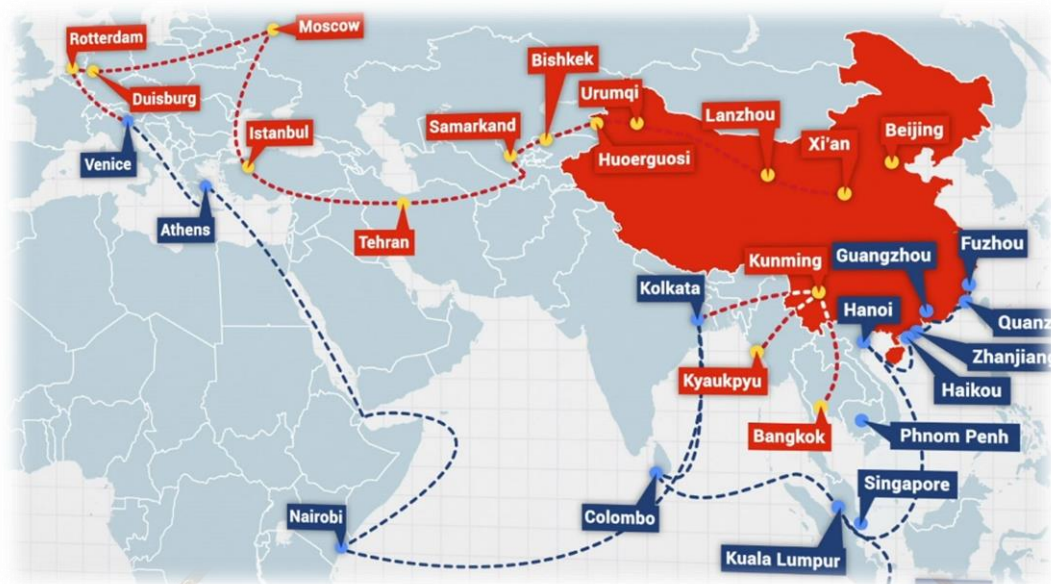 Moscow
Rotterdam
Bishkek
Duisburg
Urumqi
Lanzhou
Istanbul
Samarkand
Xi'an
Beijing
Venice
Huoerguosi
Athens
Tehran
Kunming
Guangzhou
Fuzhou
Kolkata
Hanoi
Quanz
Zhanjiang
Kyaukpyu
Haikou
Bangkok
Phnom Penh
Singapore
Nairobi
Colombo
Kuala Lumpur